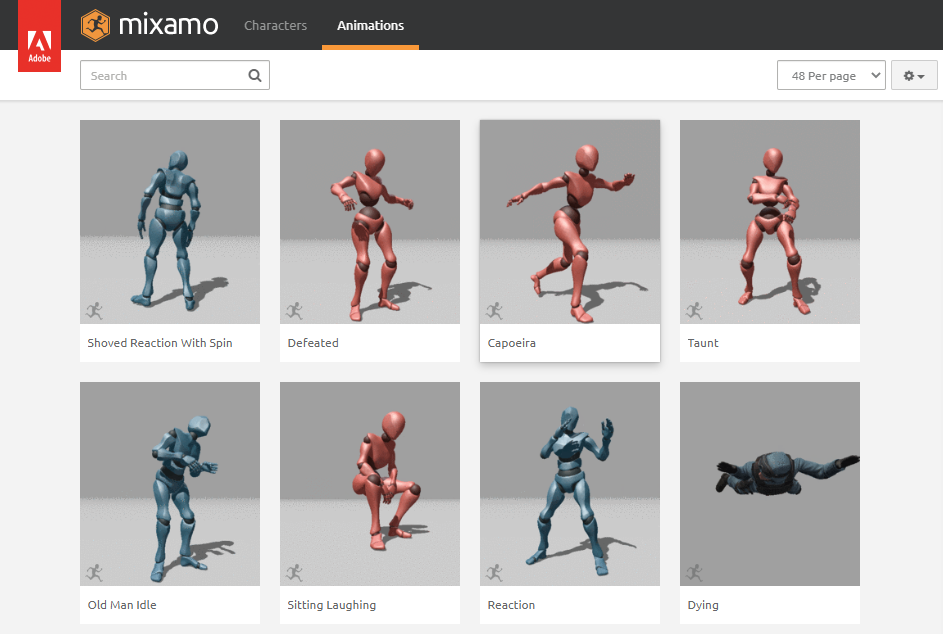 Adobe
mixamo
Characters
Animations
Search
48 Per page
Shoved Reaction With Spin
Defeated
Capoeira
Taunt
Old Man Idle
Sitting Laughing
Reaction
Dying